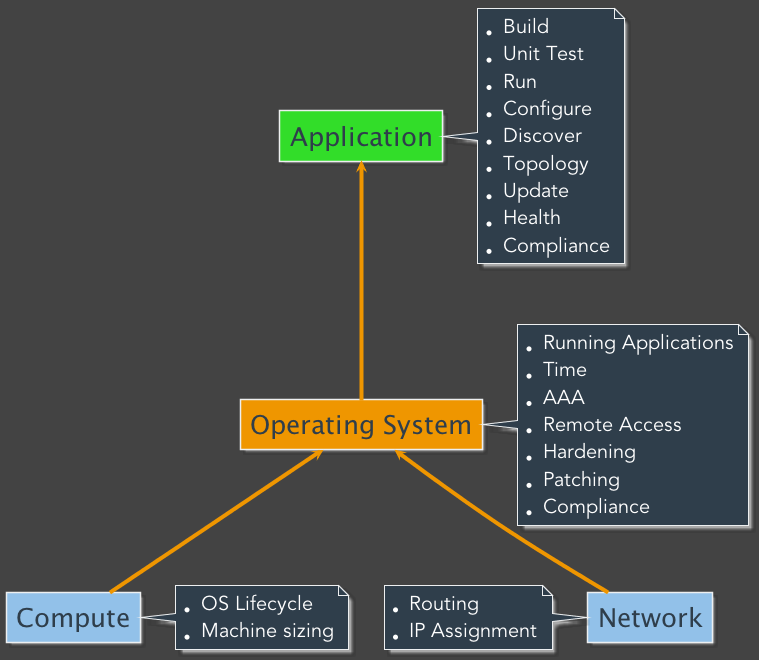 Build
Unit Test
Run
Configure
Discover
Topology
Update
Health
Compliance
Application
Running Applications
Time
AAA
Remote Access
Hardening
Patching
Compliance
Operating System
Compute
OS Lifecycle
Machine sizing
Routing
IP Assignment
Network